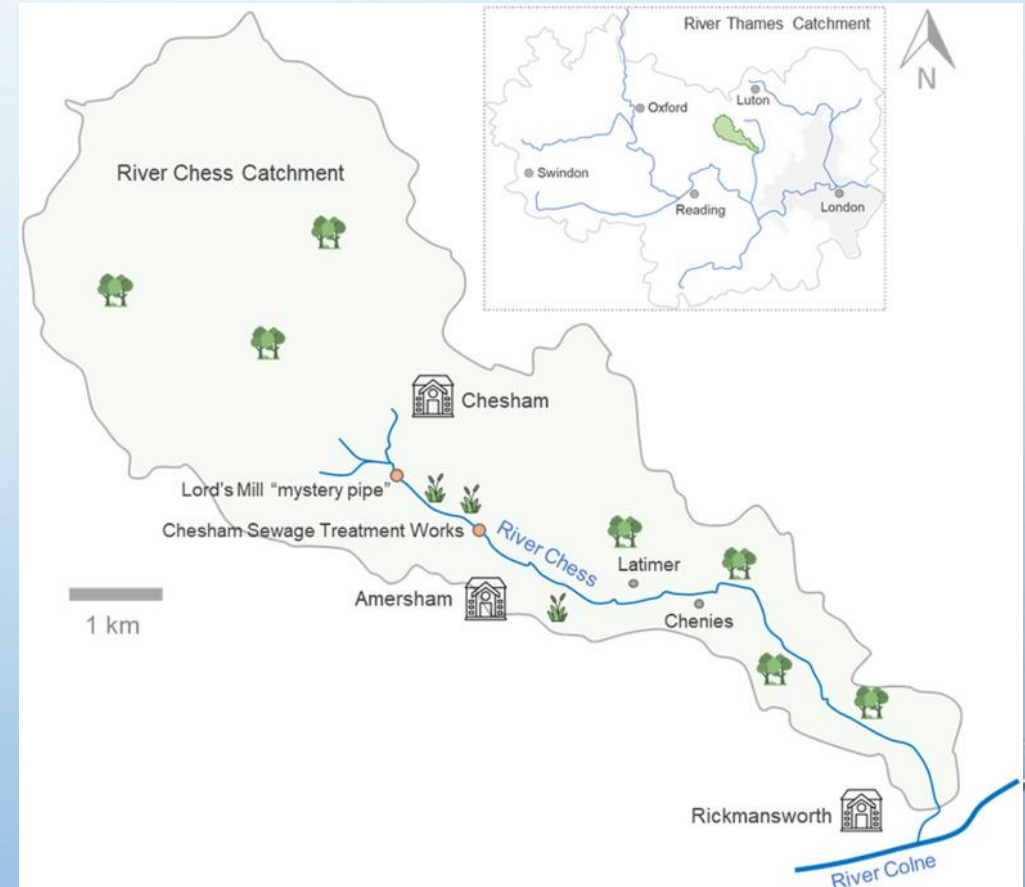 River Thames Catchment
N
Oxford
Luton
Swindon
Reading
London
River Chess Catchment
Chesham
Lord's Mill “mystery pipe”
Chesham Sewage Treatment Works
River Chess
Latimer
Amersham
Chenies
1 km
Rickmansworth
River Colne